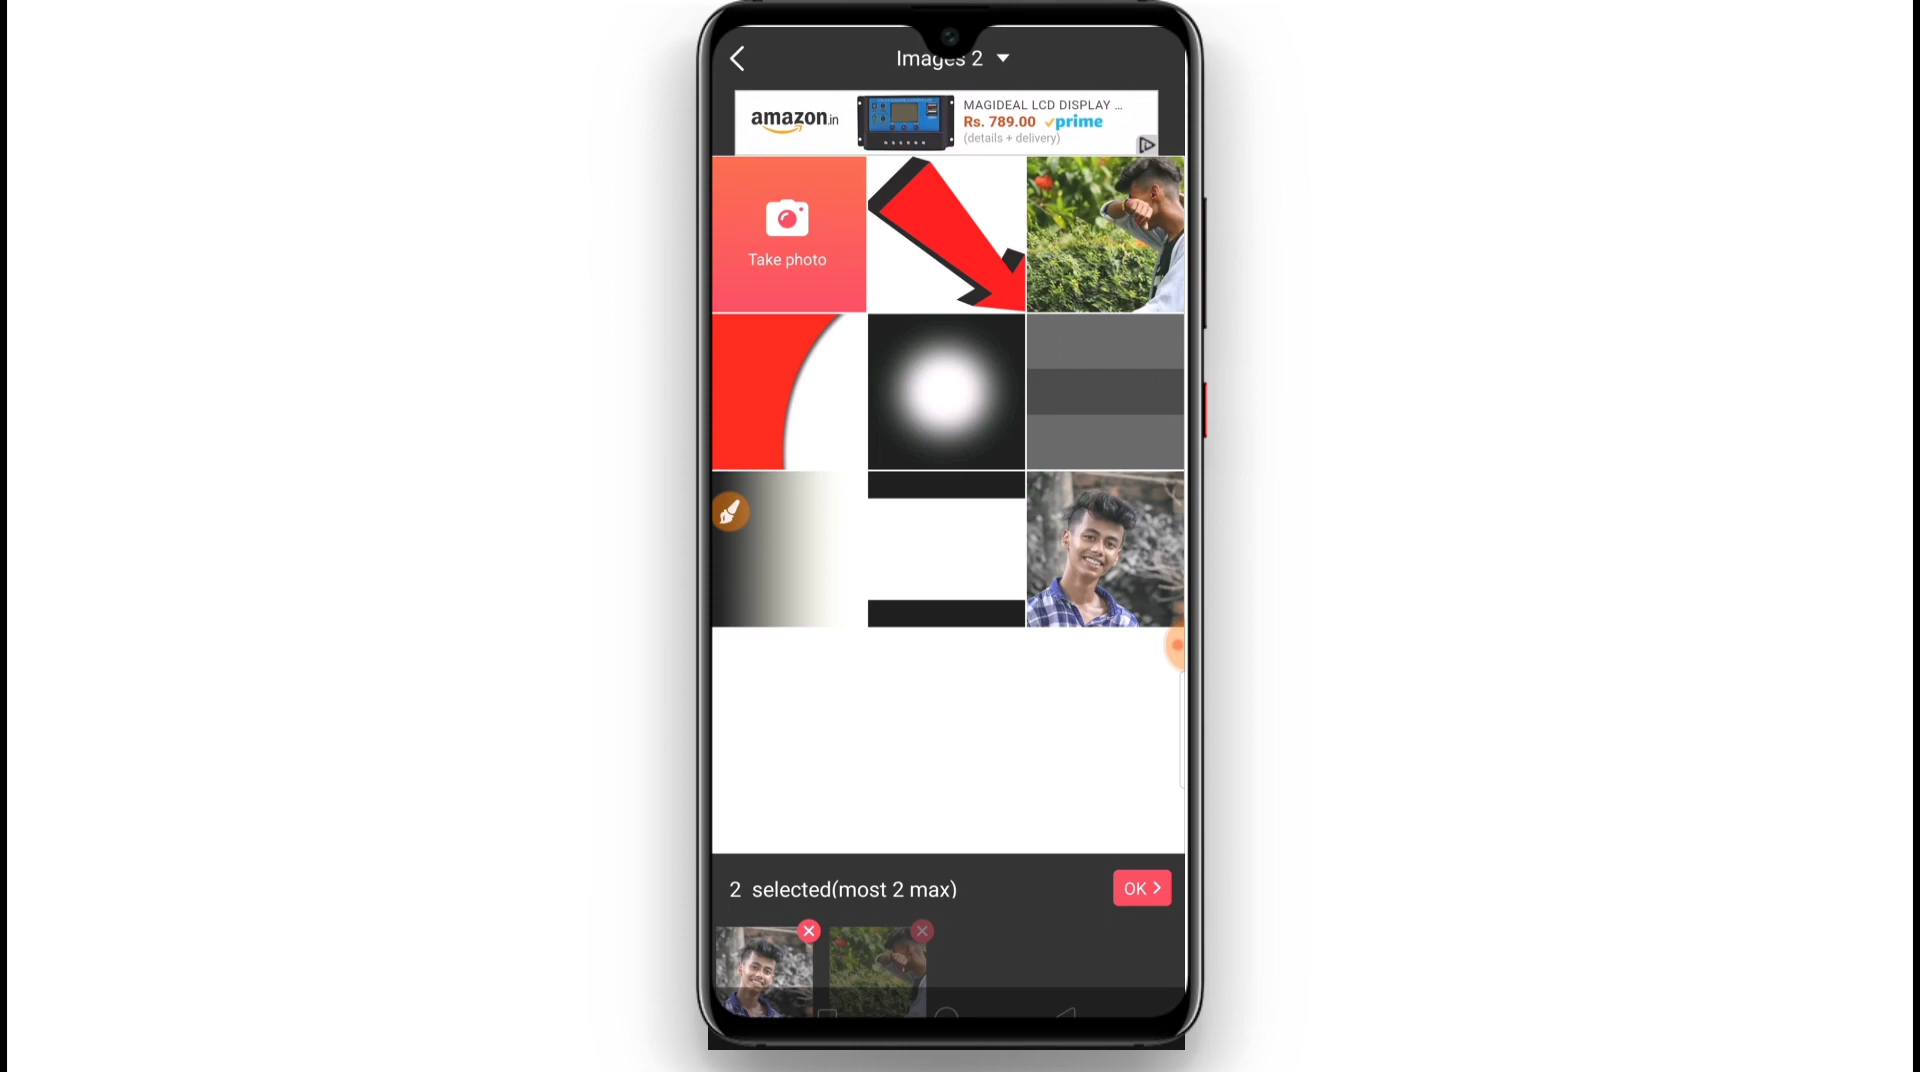 Images 2
amazon.in
MAGIDEAL LCD DISPLAY ...
Rs. 789.00 prime
(details + delivery)
Take photo
2 selected(most 2 max)
OK